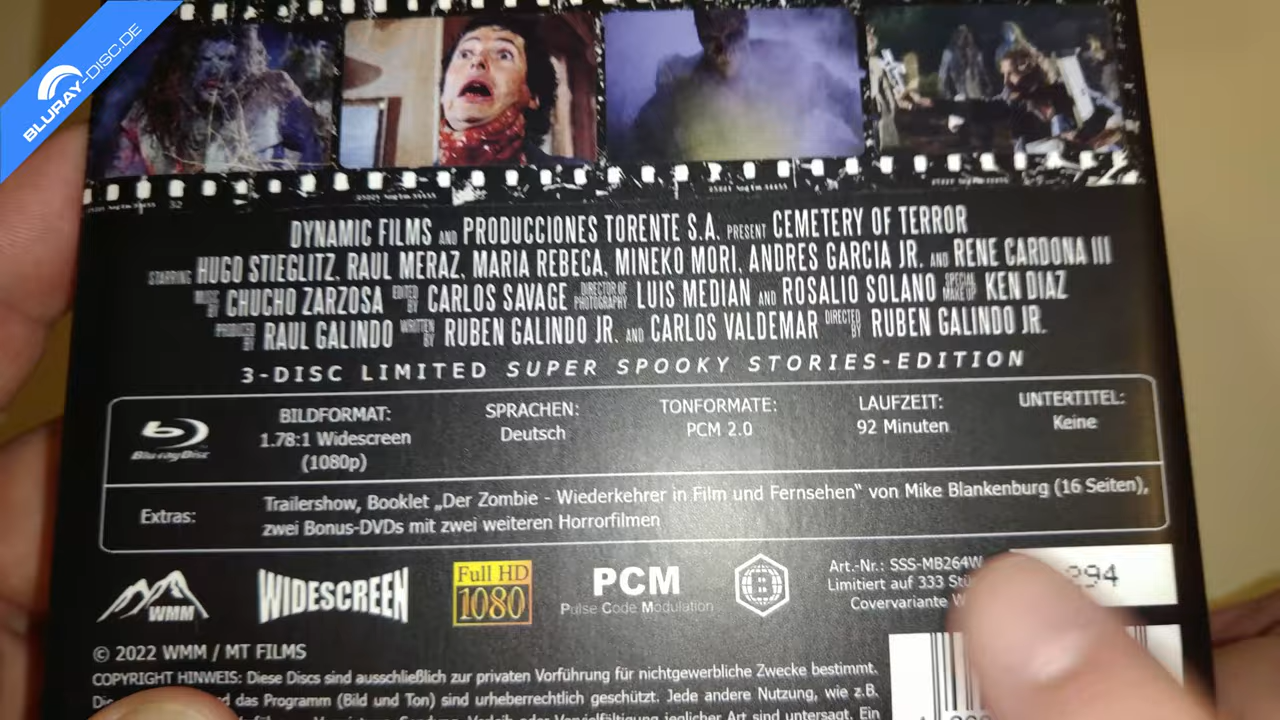 BLURAY-DISC.DE
DYNAMIC FILMS AND PRODUCCIONES TORENTE S.A. PRESENT CEMETERY OF TERROR
STARRING HUGO STIEGLITZ, RAUL MERAZ, MARIA REBECA, MINEKO MORI, ANDRES GARCIA JR. AND RENE CARDONA III
MUSIC BY CHUCHO ZARZOSA EDITED BY CARLOS SAVAGE DIRECTOR OF PHOTOGRAPHY LUIS MEDIAN AND ROSALIO SOLANO SPECIAL MAKE UP KEN DIAZ
PRODUCED BY RAUL GALINDO WRITTEN BY RUBEN GALINDO JR. AND CARLOS VALDEMAR DIRECTED BY RUBEN GALINDO JR.
3-DISC LIMITED SUPER SPOOKY STORIES-EDITION
Blu-ray Disc
BILDFORMAT:
1.78:1 Widescreen
(1080p)
SPRACHEN:
Deutsch
TONFORMATE:
PCM 2.0
LAUFZEIT:
92 Minuten
UNTERTITEL:
Keine
Extras:
Trailershow, Booklet „Der Zombie - Wiederkehrer in Film und Fernsehen" von Mike Blankenburg (16 Seiten),
zwei Bonus-DVDs mit zwei weiteren Horrorfilmen
WMM
WIDESCREEN
Full HD
1080
PCM
Pulse Code Modulation
Art.-Nr.: SSS-MB264W
Limitiert auf 333
Covervariante
294
© 2022 WMM / MT FILMS
COPYRIGHT HINWEIS: Diese Discs sind ausschließlich zur privaten Vorführung für nichtgewerbliche Zwecke bestimmt.
das Programm (Bild und Ton) sind urheberrechtlich geschützt. Jede andere Nutzung, wie z.B.
jeglicher Art sind untersagt. Ein